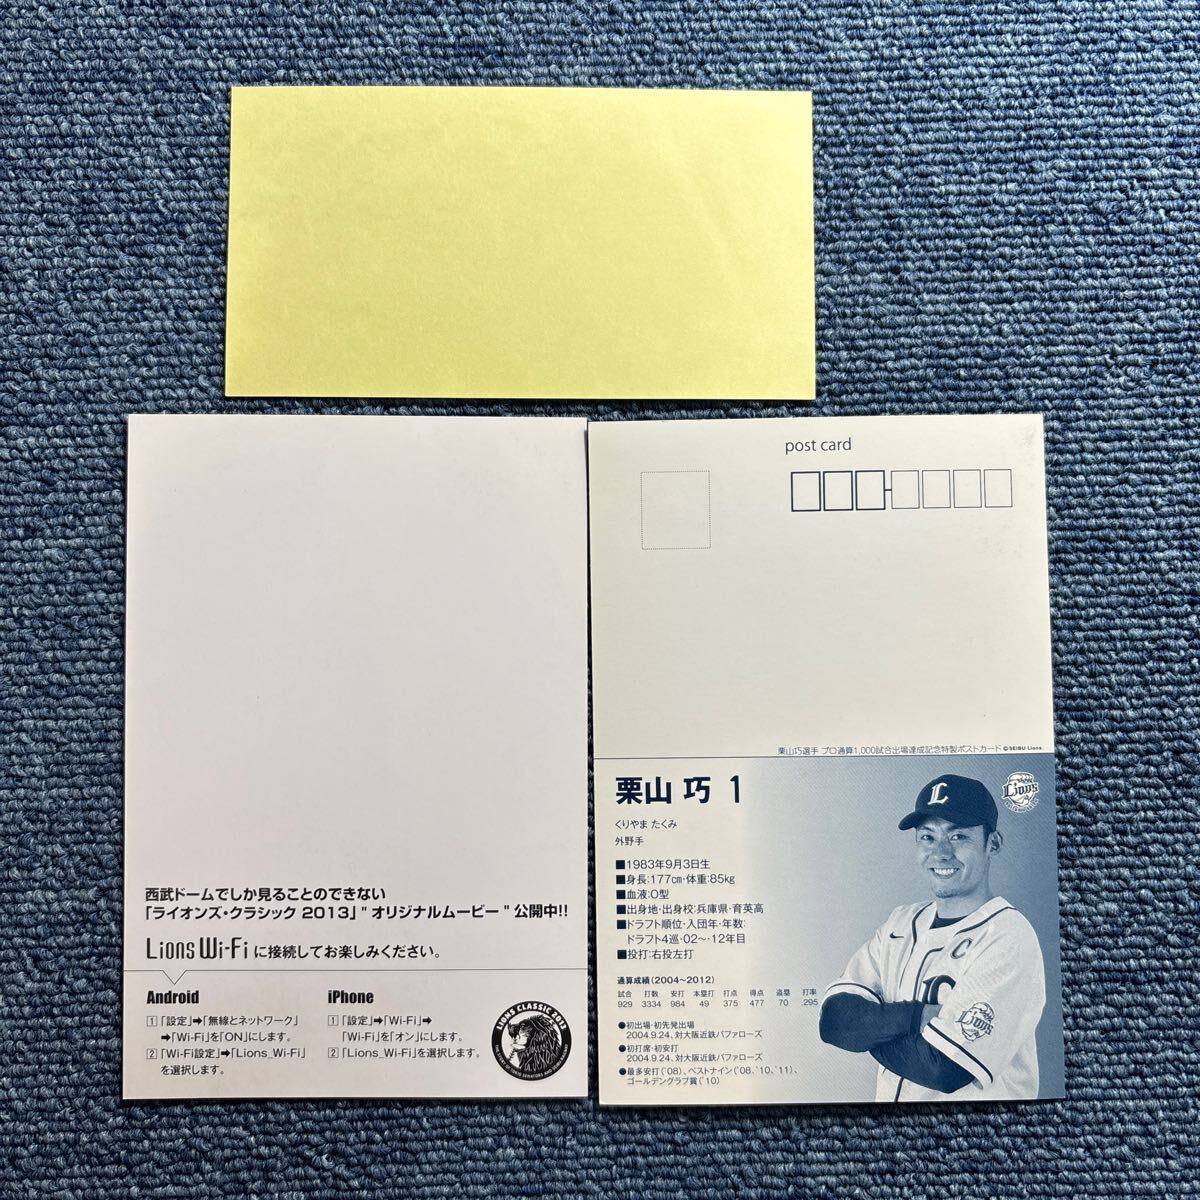 西武ドームでしか見ることのできない
「ライオンズ・クラシック 2013」" オリジナルムービー " 公開中!!
Lions Wi-Fi に接続してお楽しみください。
Android
1 「設定」➡「無線とネットワーク」
➡「Wi-Fi」を「ON」にします。
2 「Wi-Fi設定」➡「Lions_Wi-Fi」
を選択します。
iPhone
1 「設定」➡「Wi-Fi」➡
「Wi-Fi」を「オン」にします。
2 「Lions_Wi-Fi」を選択します。
LIONS CLASSIC 2013
post card
栗山巧選手 プロ通算1,000試合出場達成記念特製ポストカード ©SEIBU Lions
栗山 巧 1
くりやま たくみ
外野手
■1983年9月3日生
■身長:177cm・体重:85kg
■血液:O型
■出身地・出身校:兵庫県・育英高
■ドラフト順位・入団年・年数:
ドラフト4巡・02〜・12年目
■投打:右投左打
通算成績(2004〜2012)
試合 打数 安打 本塁打 打点 得点 盗塁 打率
929 3334 984 49 375 477 70 .295
●初出場・初先発出場
2004.9.24、対大阪近鉄バファローズ
●初打席・初安打
2004.9.24、対大阪近鉄バファローズ
●最多安打('08)、ベストナイン('08、'10、'11)、
ゴールデングラブ賞('10)
L
Lions
C
Lions